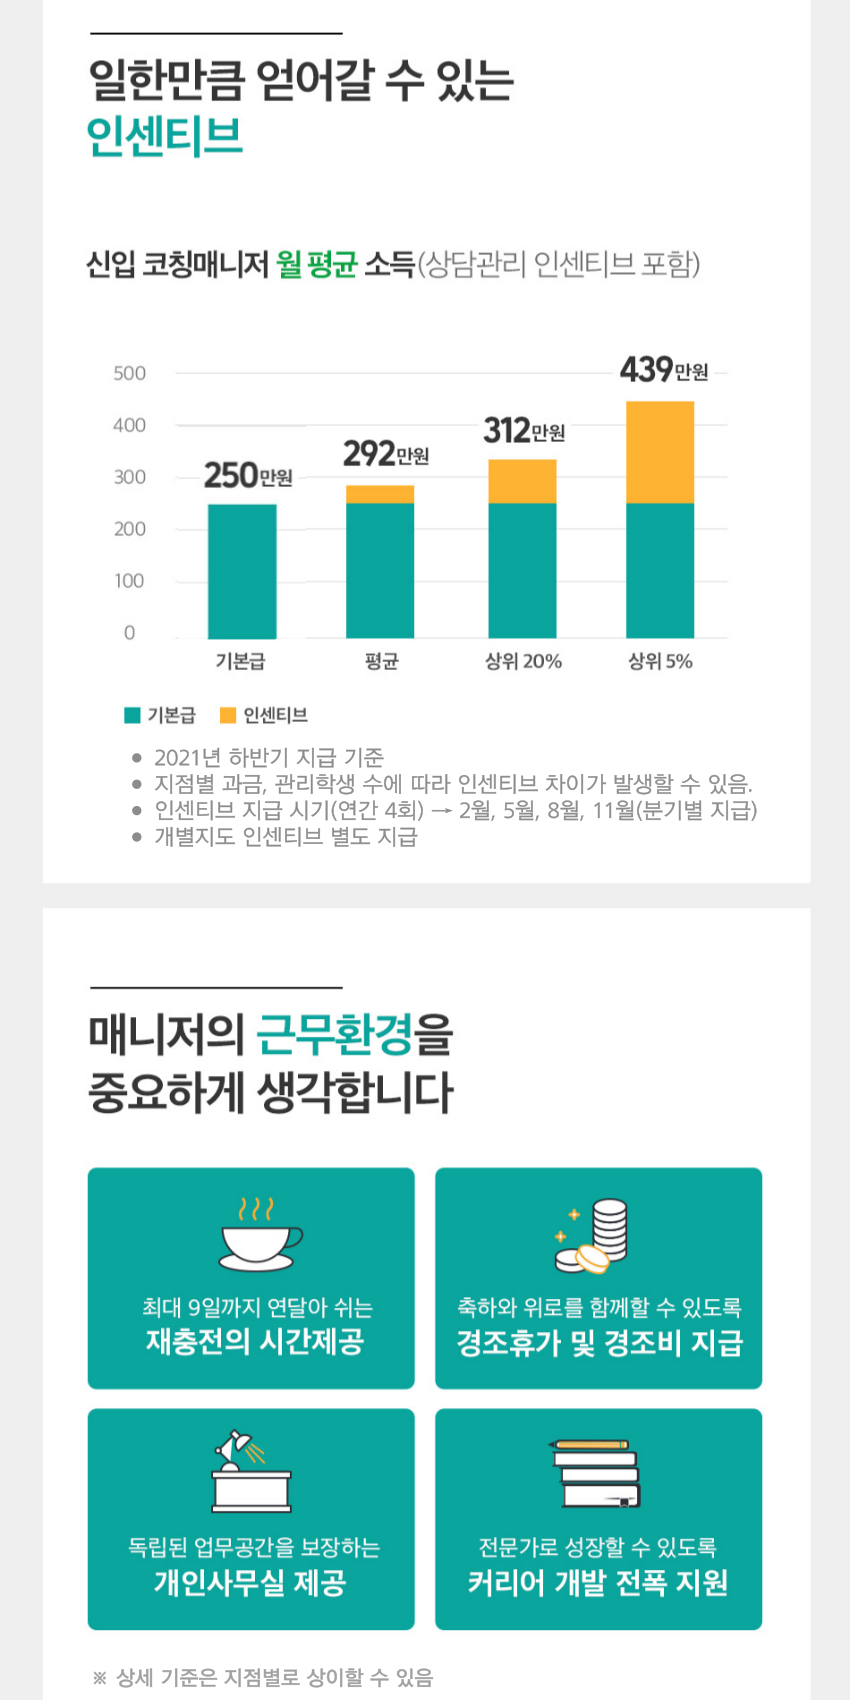 일한만큼 얻어갈 수 있는
인센티브
신입 코칭매니저 월 평균 소득(상담관리 인센티브 포함)
500
400
300
200
100
0
250만원
292만원
312만원
439만원
기본급
평균
상위 20%
상위 5%
기본급 인센티브
● 2021년 하반기 지급 기준
● 지점별 과금, 관리학생 수에 따라 인센티브 차이가 발생할 수 있음.
● 인센티브 지급 시기(연간 4회) → 2월, 5월, 8월, 11월(분기별 지급)
● 개별지도 인센티브 별도 지급
매니저의 근무환경을
중요하게 생각합니다
최대 9일까지 연달아 쉬는
재충전의 시간제공
축하와 위로를 함께할 수 있도록
경조휴가 및 경조비 지급
독립된 업무공간을 보장하는
개인사무실 제공
전문가로 성장할 수 있도록
커리어 개발 전폭 지원
※ 상세 기준은 지점별로 상이할 수 있음